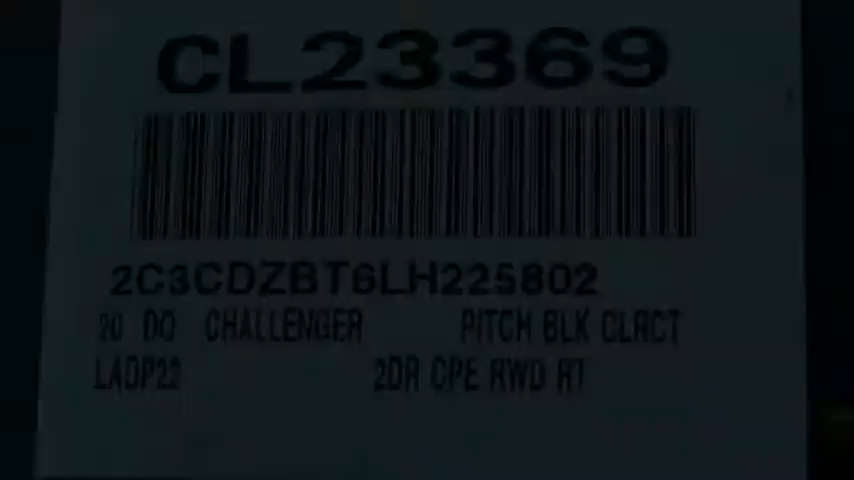 CL23369
2C3CDZBT6LH225802
20 DO CHALLENGER PITCH BLK CLRCT
LADP22 2DR CPE RWD RT